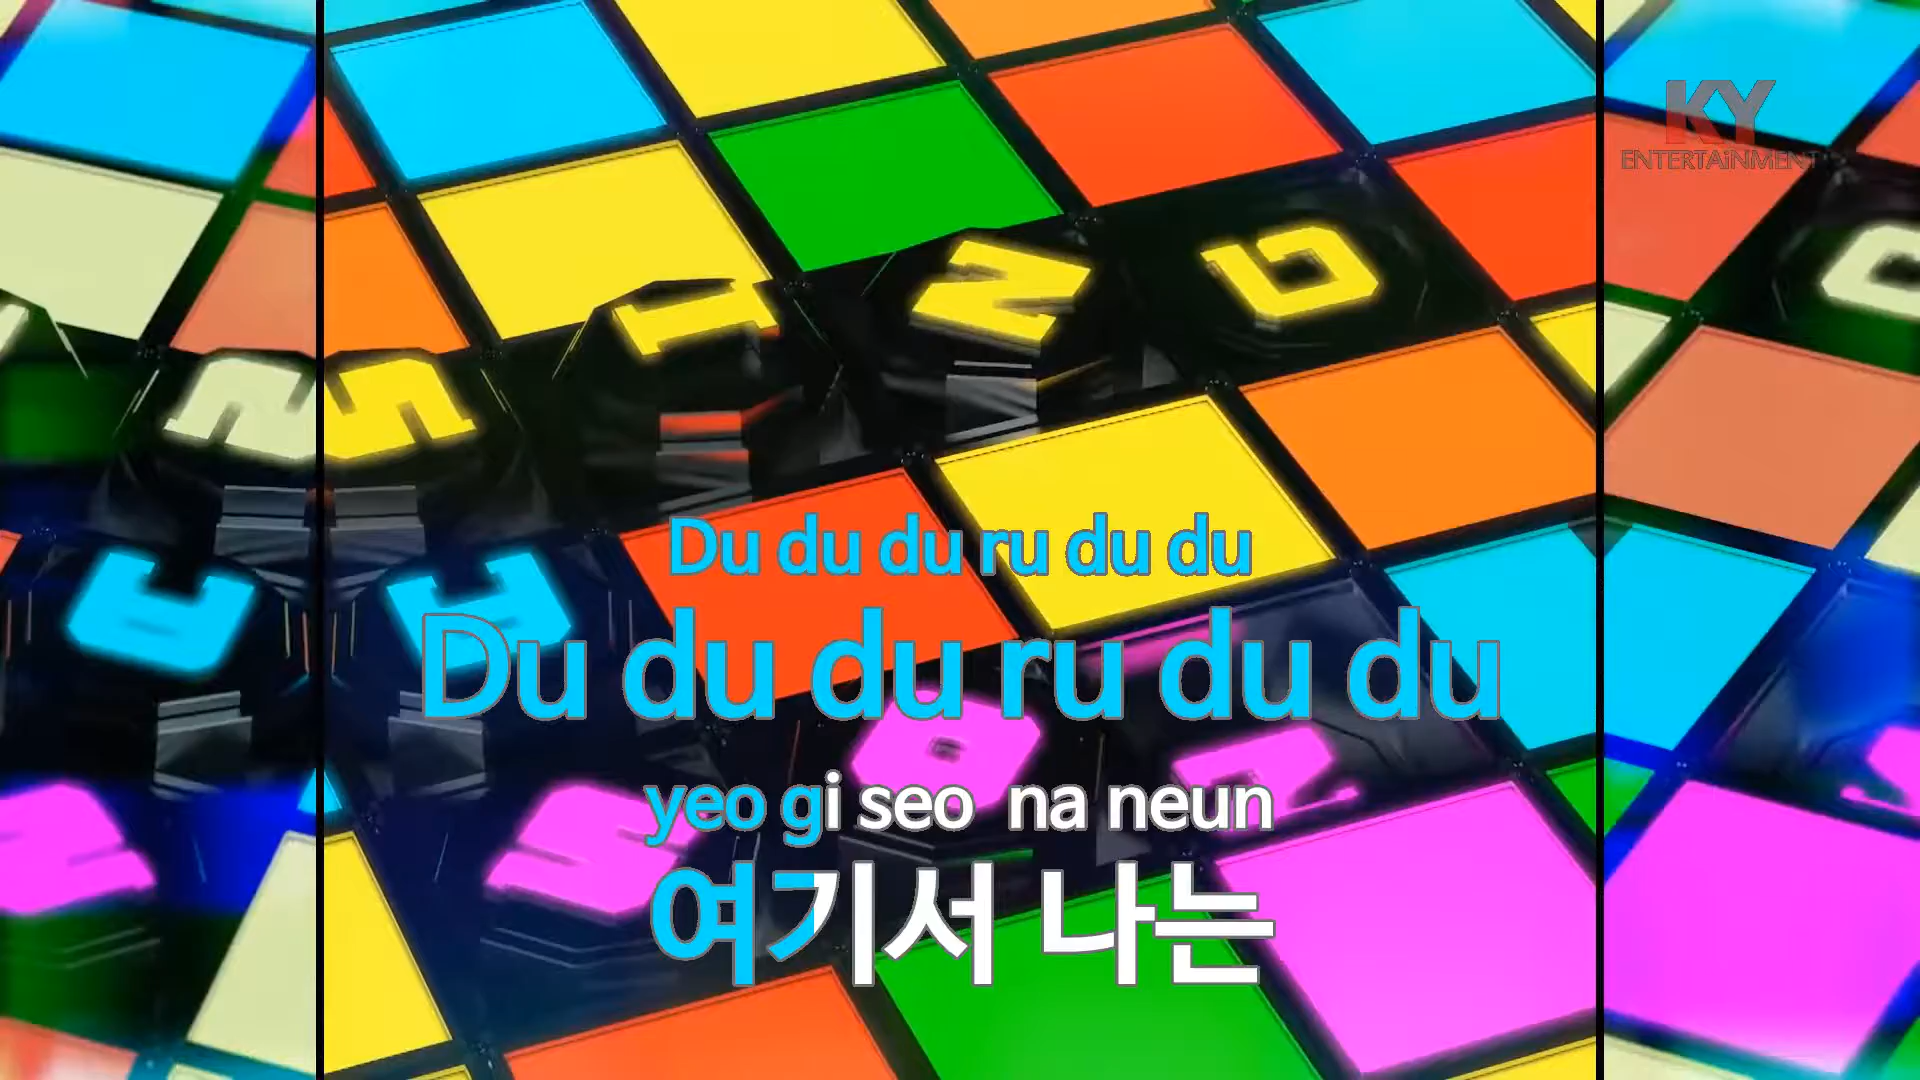 KY
ENTERTAiNMENT
SING
Du du du ru du du
Du du du ru du du
yeo gi seo na neun
여기서 나는